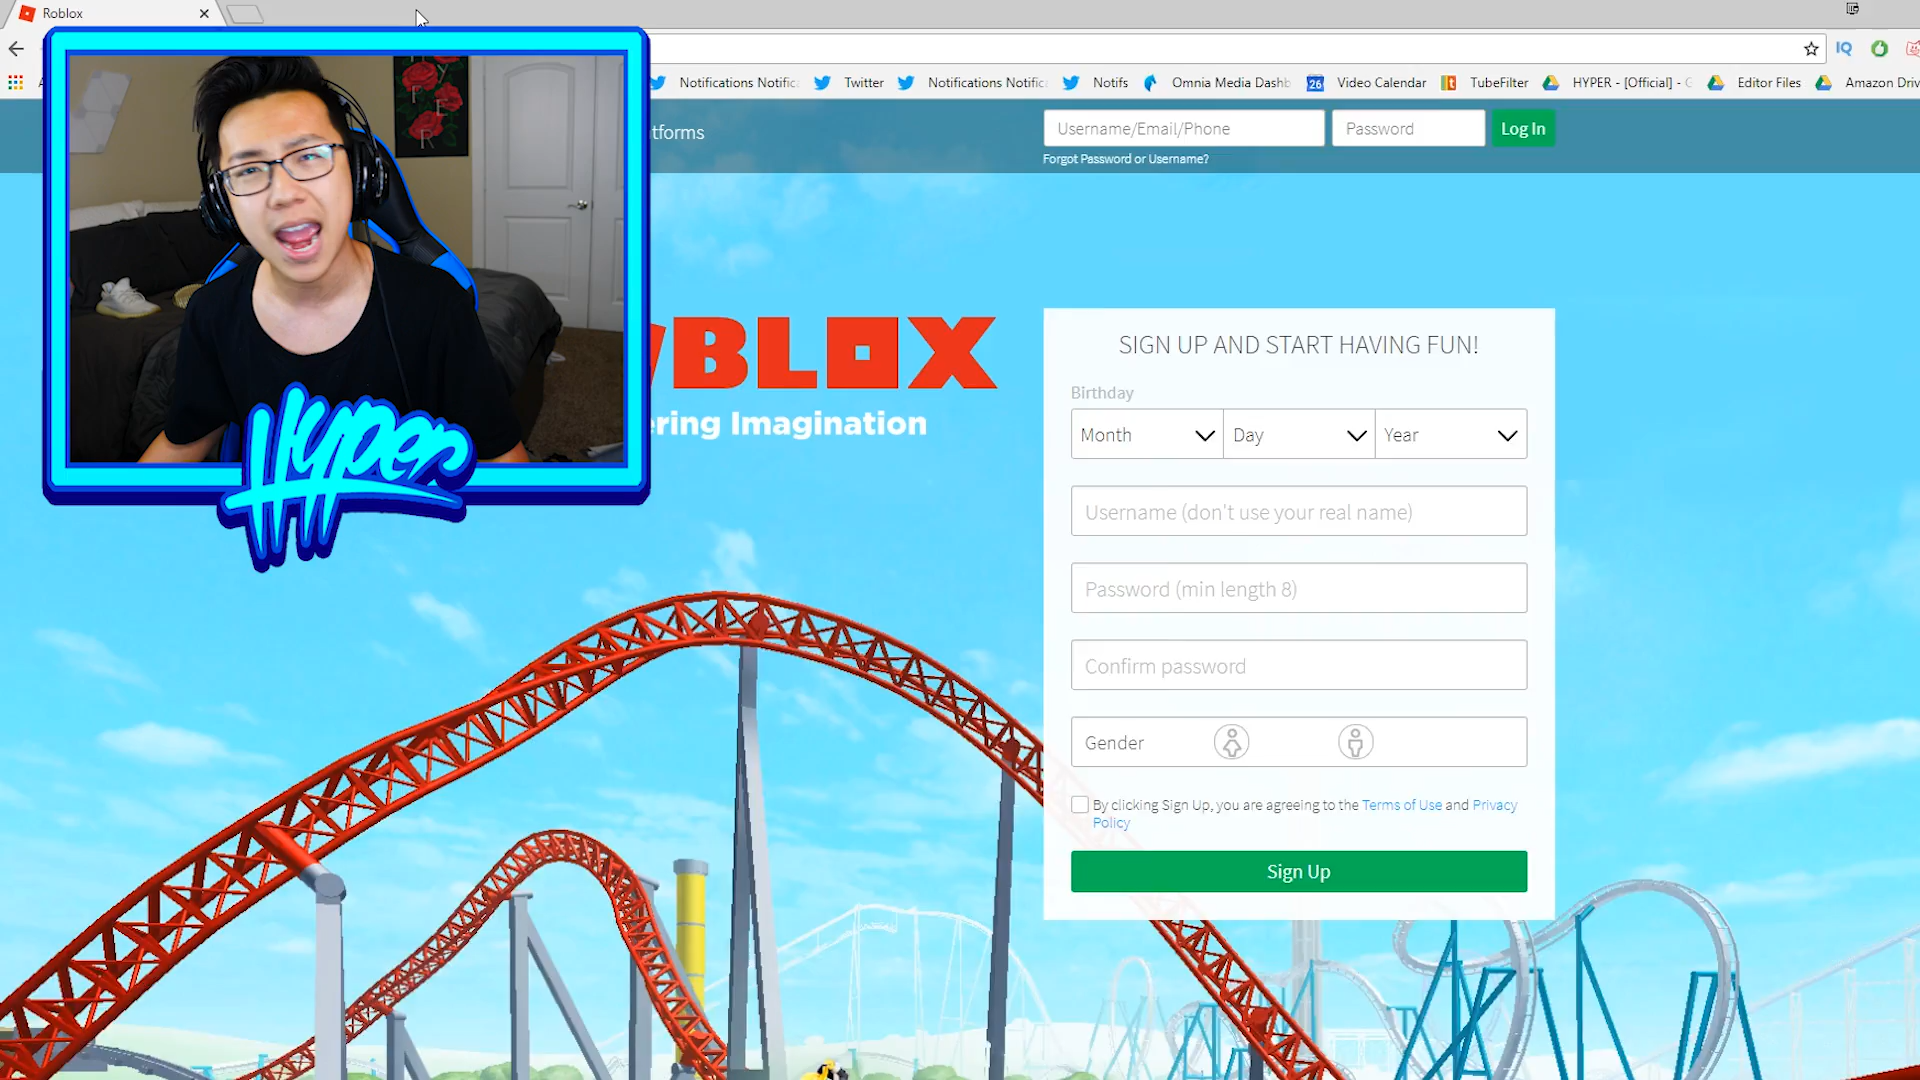 Roblox
IQ
Notifications Notific
Twitter
Notifications Notific
Notifs
Omnia Media Dashb
26
Video Calendar
TubeFilter
HYPER - [Official] - G
Editor Files
Amazon Driv
tforms
Username/Email/Phone
Password
Log In
Forgot Password or Username?
Y
P
E
R
BLOX
ering Imagination
Hyper
SIGN UP AND START HAVING FUN!
Birthday
Month
Day
Year
Username (don't use your real name)
Password (min length 8)
Confirm password
Gender
By clicking Sign Up, you are agreeing to the Terms of Use and Privacy
Policy
Sign Up